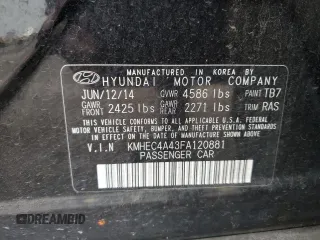 MANUFACTURED IN KOREA BY
HYUNDAI MOTOR COMPANY
JUN/12/14 GVWR 4586 lbs PAINT TB7
GAWR FRONT 2425 lbs GAWR REAR 2271 lbs TRIM RAS
THIS VEHICLE CONFORMS TO ALL APPLICABLE U.S.A. FEDERAL
MOTOR VEHICLE SAFETY, BUMPER, AND THEFT PREVENTION
STANDARDS IN EFFECT ON THE DATE OF MANUFACTURE
SHOWN ABOVE.
V.I.N KMHEC4A43FA120881
PASSENGER CAR
DREAMBID